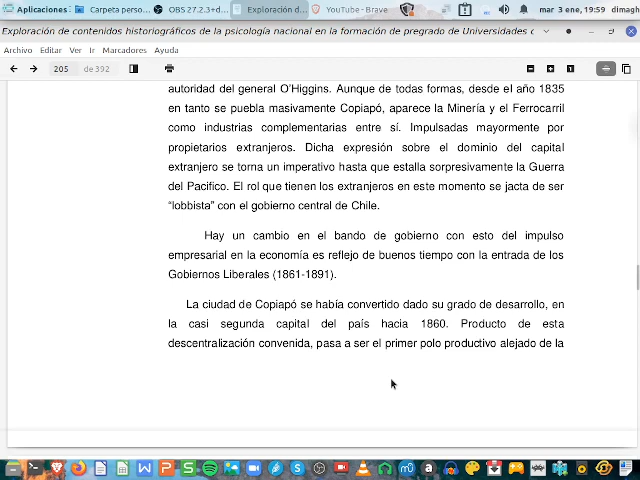 Aplicaciones Carpeta perso... OBS 27.2.3+d... Exploración d... YouTube - Brave mar 3 ene, 19:59 dimagh
Exploración de contenidos historiográficos de la psicología nacional en la formación de pregrado de Universidades c
Archivo Editar Ver Ir Marcadores Ayuda
205 de 392
autoridad del general O’Higgins. Aunque de todas formas, desde el año 1835
en tanto se puebla masivamente Copiapó, aparece la Minería y el Ferrocarril
como industrias complementarias entre sí. Impulsadas mayormente por
propietarios extranjeros. Dicha expresión sobre el dominio del capital
extranjero se torna un imperativo hasta que estalla sorpresivamente la Guerra
del Pacifico. El rol que tienen los extranjeros en este momento se jacta de ser
“lobbista” con el gobierno central de Chile.
Hay un cambio en el bando de gobierno con esto del impulso
empresarial en la economía es reflejo de buenos tiempo con la entrada de los
Gobiernos Liberales (1861-1891).
La ciudad de Copiapó se había convertido dado su grado de desarrollo, en
la casi segunda capital del país hacia 1860. Producto de esta
descentralización convenida, pasa a ser el primer polo productivo alejado de la